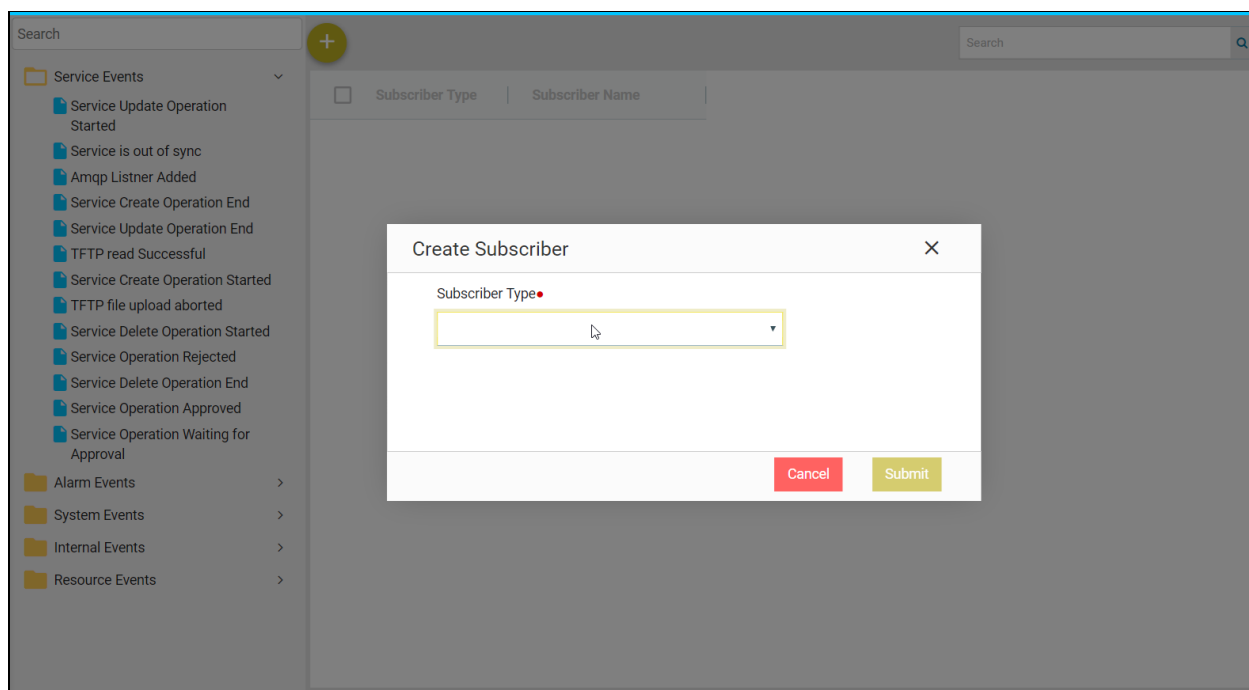 Search
Service Events
Service Update Operation
Started
Service is out of sync
Amqp Listner Added
Service Create Operation End
Service Update Operation End
TFTP read Successful
Service Create Operation Started
TFTP file upload aborted
Service Delete Operation Started
Service Operation Rejected
Service Delete Operation End
Service Operation Approved
Service Operation Waiting for
Approval
Alarm Events
System Events
Internal Events
Resource Events
Search
Subscriber Type
Subscriber Name
Create Subscriber
Subscriber Type
Cancel
Submit